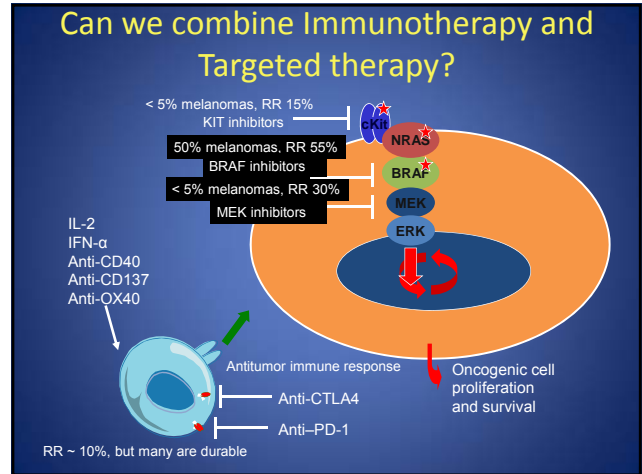 Can we combine Immunotherapy and
Targeted therapy?
< 5% melanomas, RR 15%
KIT inhibitors
cKit
NRAS
50% melanomas, RR 55%
BRAF inhibitors
BRAF
< 5% melanomas, RR 30%
MEK inhibitors
MEK
ERK
IL-2
IFN-α
Anti-CD40
Anti-CD137
Anti-OX40
Antitumor immune response
Anti-CTLA4
Anti–PD-1
RR ~ 10%, but many are durable
Oncogenic cell
proliferation
and survival